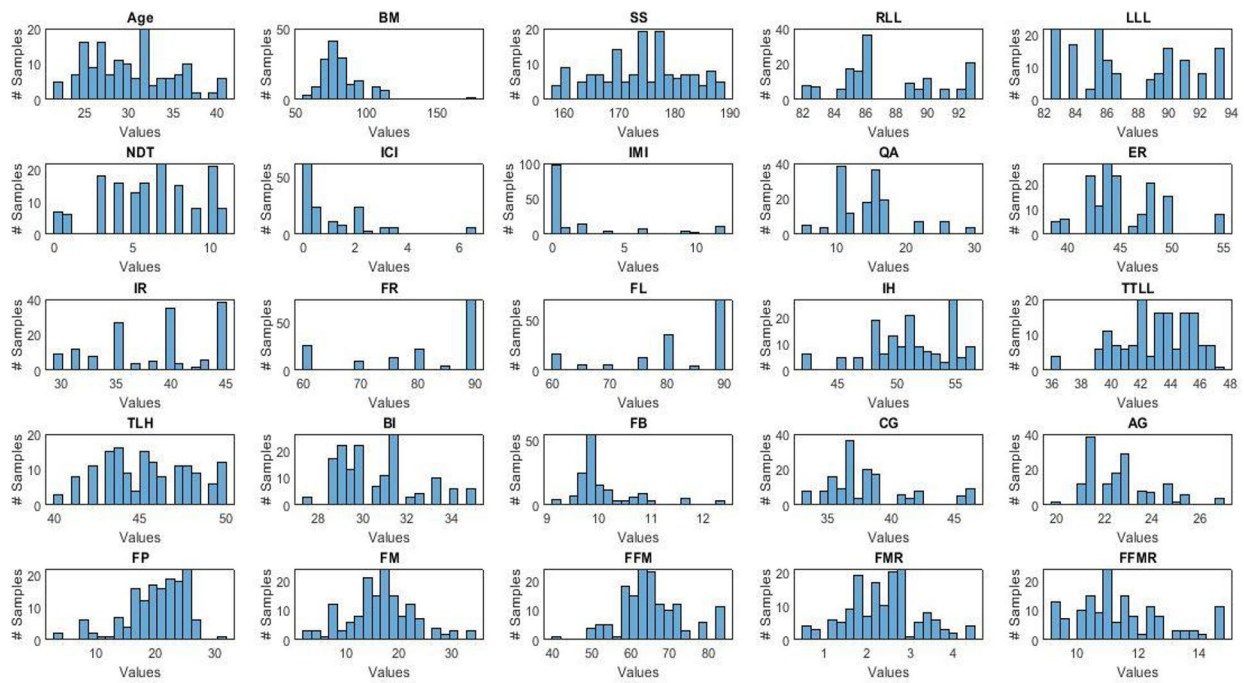 Age BM SS RLL LLL
# Samples 20 10 0 25 30 35 40 Values
# Samples 50 0 50 100 150 Values
# Samples 20 10 0 160 170 180 190 Values
# Samples 40 20 0 82 84 86 88 90 92 Values
# Samples 20 10 0 82 84 86 88 90 92 94 Values
NDT ICI IMI QA ER
# Samples 20 10 0 0 5 10 Values
# Samples 50 0 0 2 4 6 Values
# Samples 100 50 0 0 5 10 Values
# Samples 40 20 0 10 20 30 Values
# Samples 20 10 0 40 45 50 55 Values
IR FR FL IH TTLL
# Samples 40 20 0 30 35 40 45 Values
# Samples 50 0 60 70 80 90 Values
# Samples 50 0 60 70 80 90 Values
# Samples 20 10 0 45 50 55 Values
# Samples 20 10 0 36 38 40 42 44 46 48 Values
TLH BI FB CG AG
# Samples 20 10 0 40 45 50 Values
# Samples 20 10 0 28 30 32 34 Values
# Samples 50 0 9 10 11 12 Values
# Samples 40 20 0 35 40 45 Values
# Samples 40 20 0 20 22 24 26 Values
FP FM FFM FMR FFMR
# Samples 20 10 0 10 20 30 Values
# Samples 20 10 0 10 20 30 Values
# Samples 20 10 0 40 50 60 70 80 Values
# Samples 20 10 0 1 2 3 4 Values
# Samples 20 10 0 10 12 14 Values